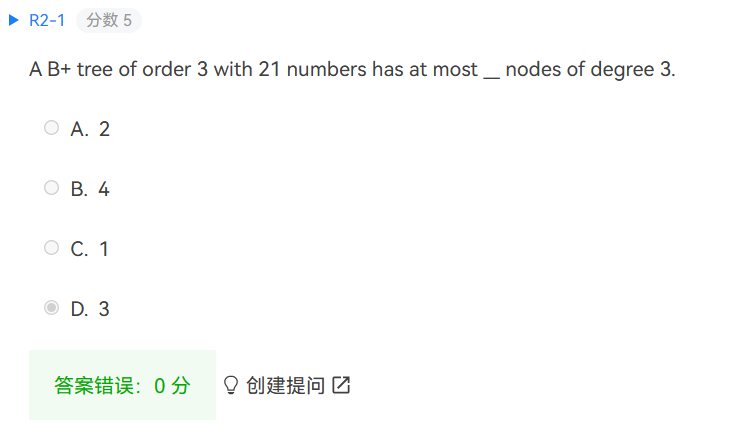 R2-1 分数 5
A B+ tree of order 3 with 21 numbers has at most __ nodes of degree 3.
A. 2
B. 4
C. 1
D. 3
答案错误：0 分 创建提问